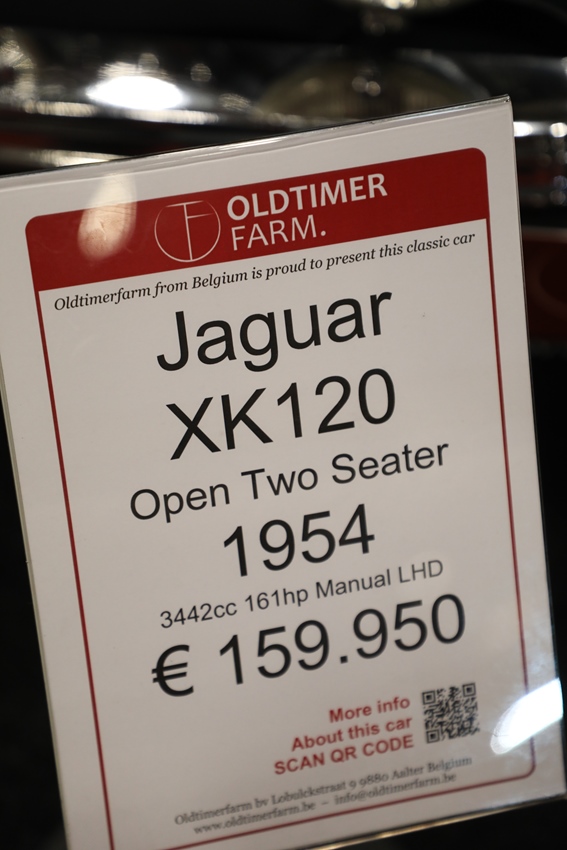 OLDTIMER
FARM.
Oldtimerfarm from Belgium is proud to present this classic car
Jaguar
XK120
Open Two Seater
1954
3442cc 161hp Manual LHD
€ 159.950
More info
About this car
SCAN QR CODE
Oldtimerfarm bv Lobulckstraat 9 9880 Aalter Belgium
www.oldtimerfarm.be – info@oldtimerfarm.be